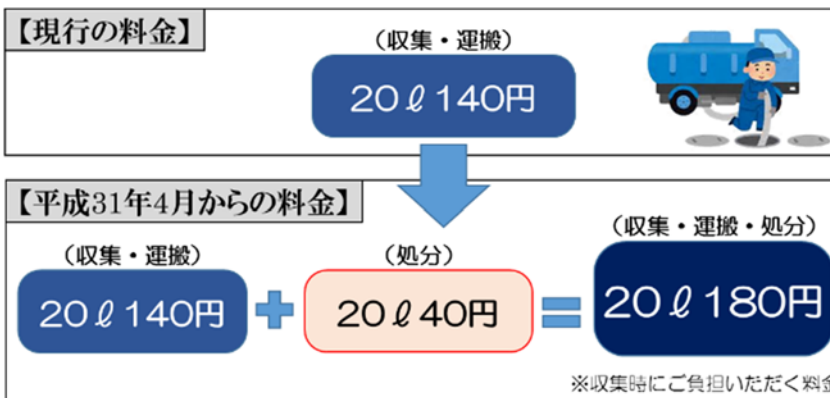 【現行の料金】
（収集・運搬）
20ℓ140円
【平成31年4月からの料金】
（収集・運搬）
20ℓ140円
+
（処分）
20ℓ40円
=
（収集・運搬・処分）
20ℓ180円
※収集時にご負担いただく料金